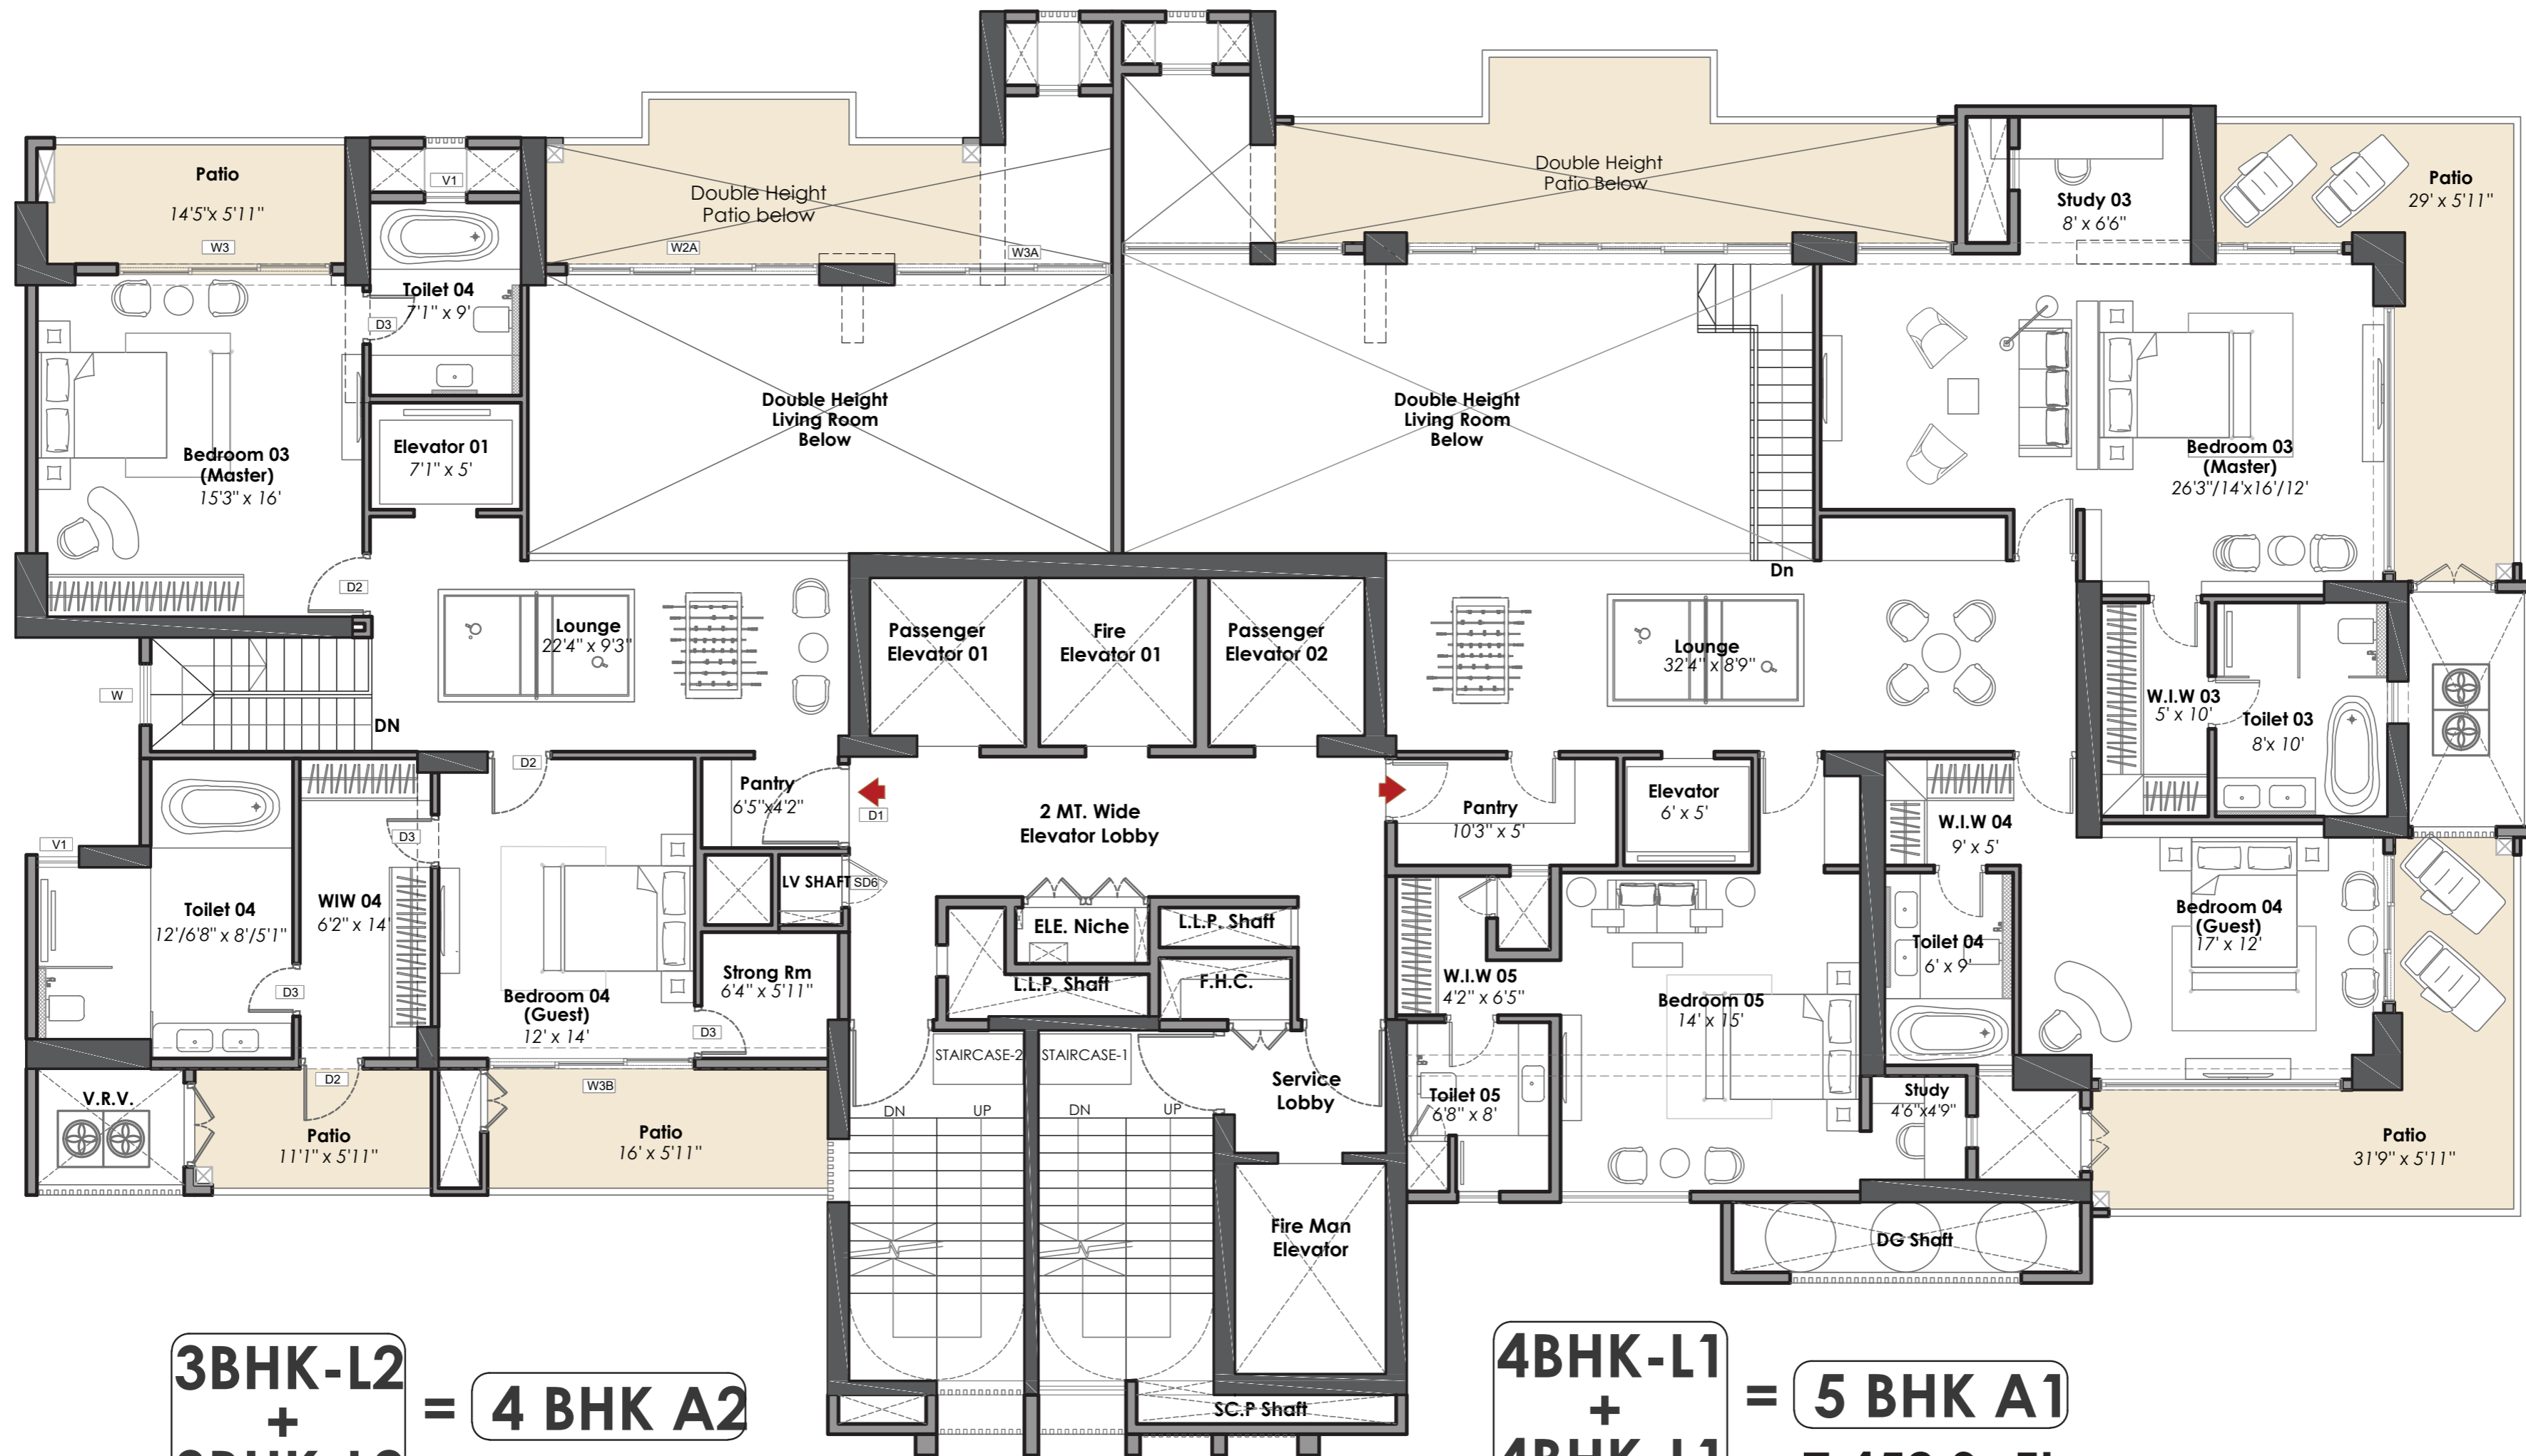 Patio
14'5"x 5'11"
W3
V1
Toilet 04
7'1" x 9'
D3
Double Height
Patio below
W2A
W3A
Double Height
Patio Below
Study 03
8' x 6'6"
Patio
29' x 5'11"
Bedroom 03
(Master)
15'3" x 16'
Elevator 01
7'1" x 5'
Double Height
Living Room
Below
Double Height
Living Room
Below
Bedroom 03
(Master)
26'3"/14'x16'/12'
D2
Dn
Lounge
22'4" x 9'3"
Passenger
Elevator 01
Fire
Elevator 01
Passenger
Elevator 02
Lounge
32'4" x 8'9"
W
DN
W.I.W 03
5' x 10'
Toilet 03
8'x 10'
D2
Pantry
6'5"x4'2"
D1
2 MT. Wide
Elevator Lobby
Pantry
10'3" x 5'
Elevator
6' x 5'
W.I.W 04
9' x 5'
V1
D3
LV SHAFT
SD6
Toilet 04
12'/6'8" x 8'/5'1"
WIW 04
6'2" x 14'
ELE. Niche
L.L.P. Shaft
Bedroom 04
(Guest)
17' x 12'
Toilet 04
6' x 9'
Strong Rm
6'4" x 5'11"
L.L.P. Shaft
F.H.C.
W.I.W 05
4'2" x 6'5"
D3
Bedroom 04
(Guest)
12' x 14'
D3
Bedroom 05
14' x 15'
STAIRCASE-2
STAIRCASE-1
D2
W3B
Service
Lobby
Toilet 05
6'8" x 8'
Study
4'6"x4'9"
V.R.V.
DN
UP
DN
UP
Patio
11'1" x 5'11"
Patio
16' x 5'11"
Patio
31'9" x 5'11"
Fire Man
Elevator
DG Shaft
3BHK-L2
+
= 4 BHK A2
SC.P Shaft
4BHK-L1
+
4BHK-L1
= 5 BHK A1